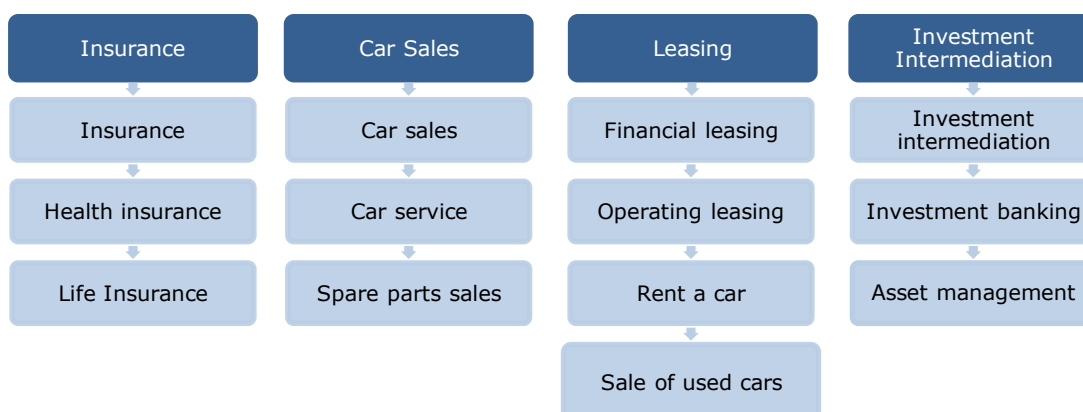 Insurance
Insurance
Health insurance
Life Insurance
Car Sales
Car sales
Car service
Spare parts sales
Leasing
Financial leasing
Operating leasing
Rent a car
Sale of used cars
Investment
Intermediation
Investment
intermediation
Investment banking
Asset management